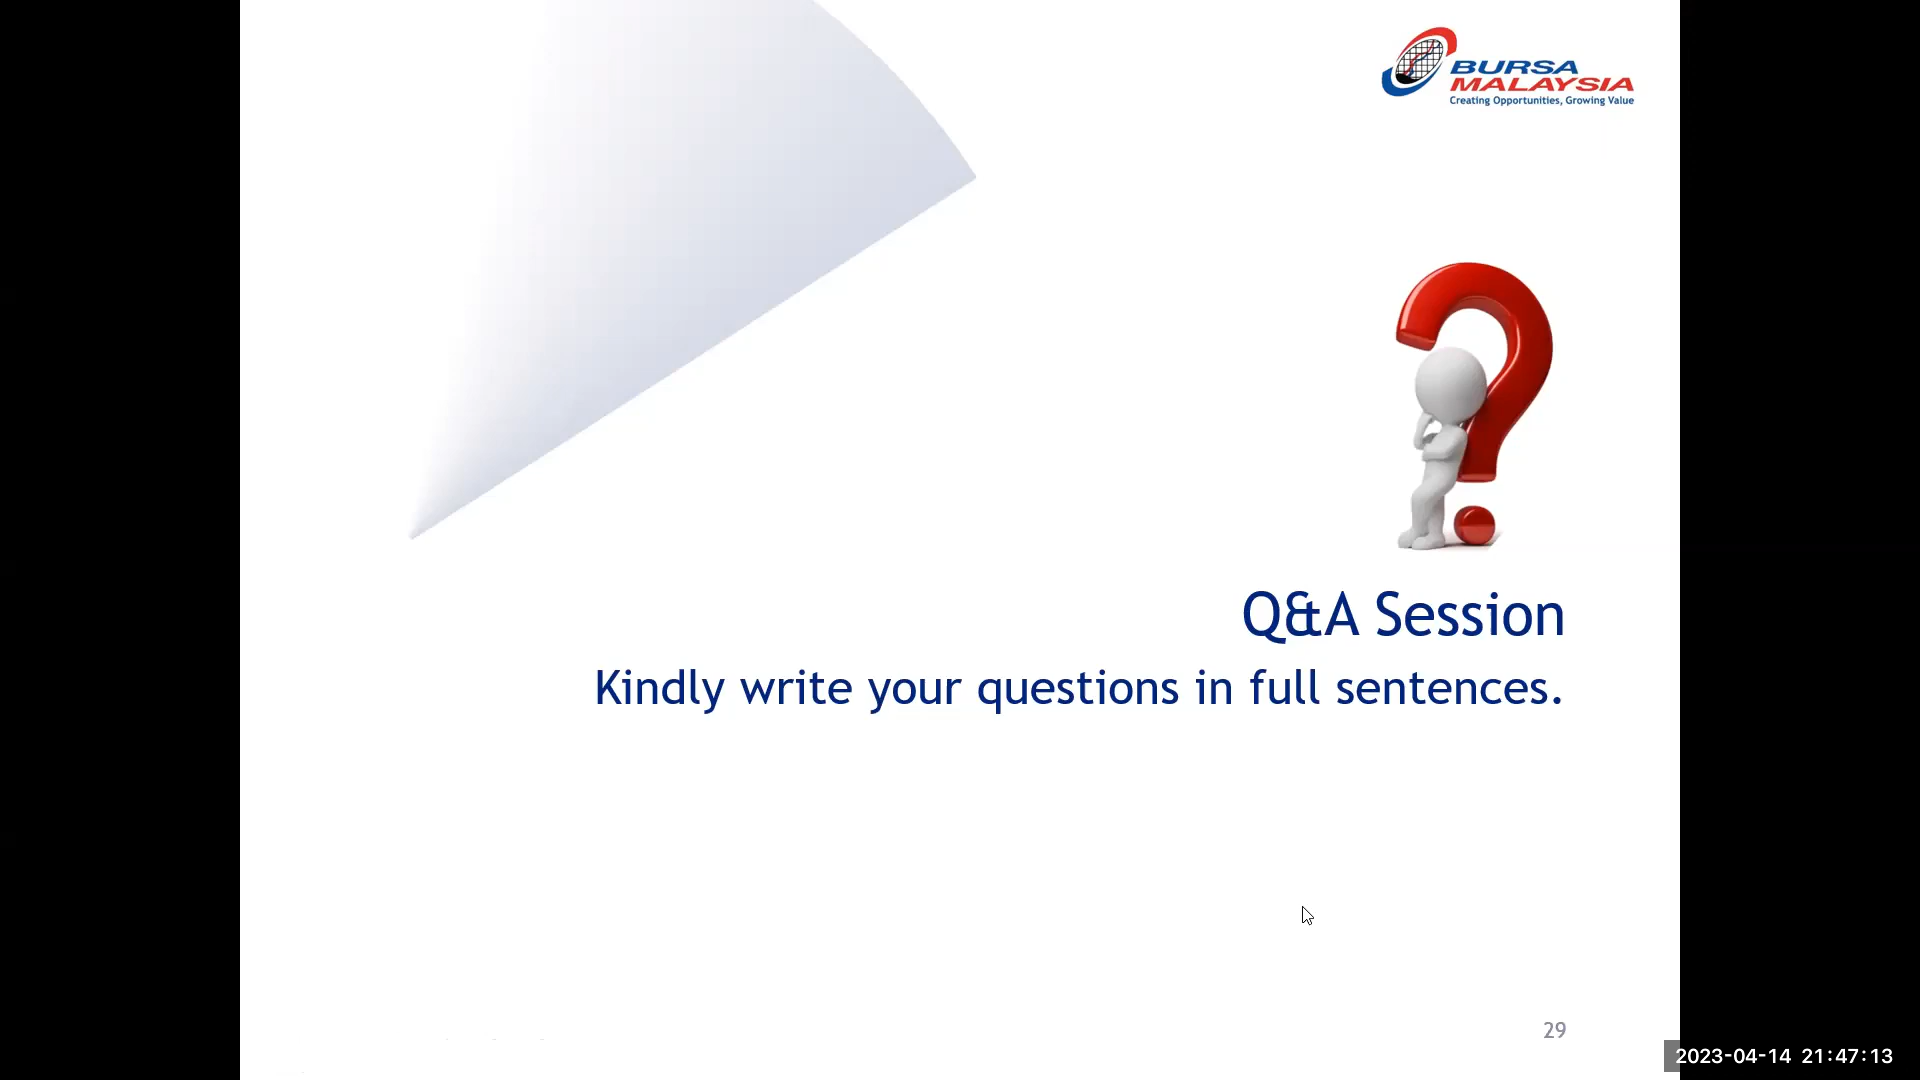 BURSA
MALAYSIA
Creating Opportunities, Growing Value
Q&A Session
Kindly write your questions in full sentences.
29
2023-04-14 21:47:13